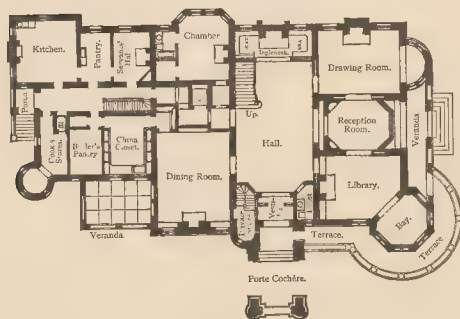 Kitchen.
Pantry.
Servants'
Hall
Chamber
Inglenook.
Drawing Room.
Porch
Up.
Reception
Room.
Veranda
Cook's
Stores.
Butler's
Pantry
China
Closet.
Hall.
Dining Room.
Library.
Bay.
Veranda.
Terrace.
Terrace
Porte Cochère.